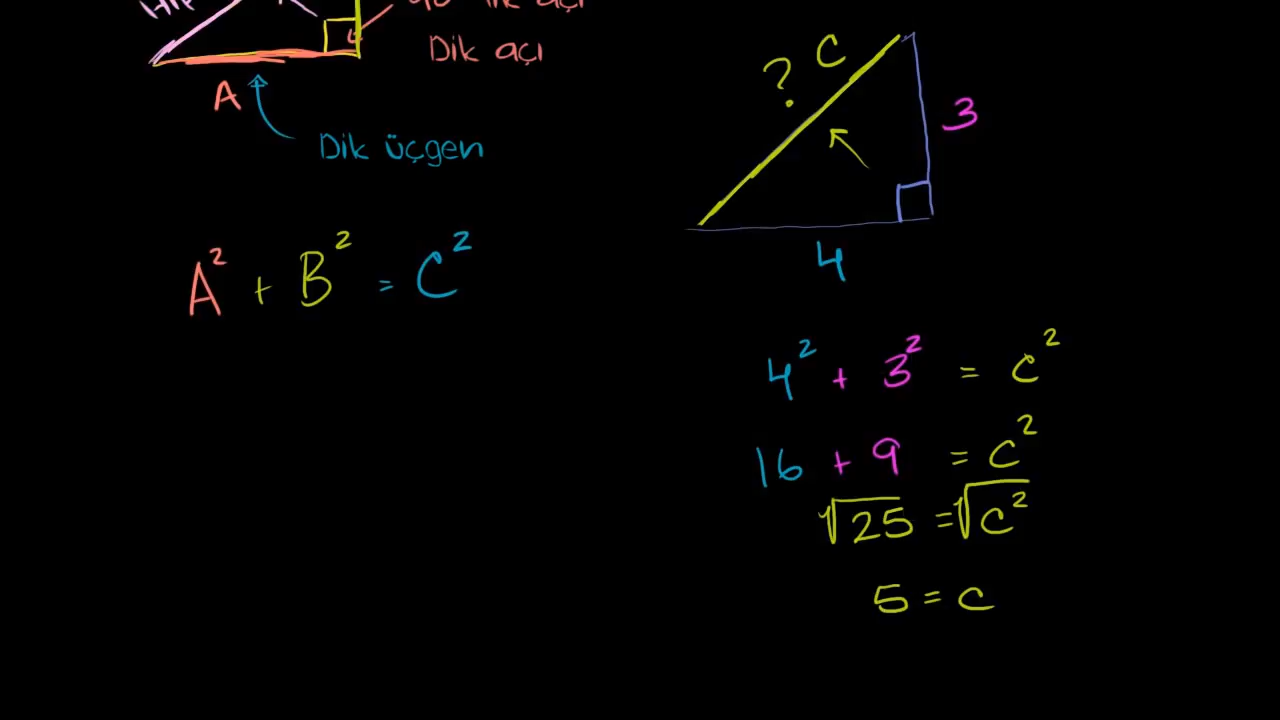 Dik açı
A
Dik üçgen
A² + B² = C²
? C
3
4
4² + 3² = c²
16 + 9 = c²
√25 = √c²
5 = c